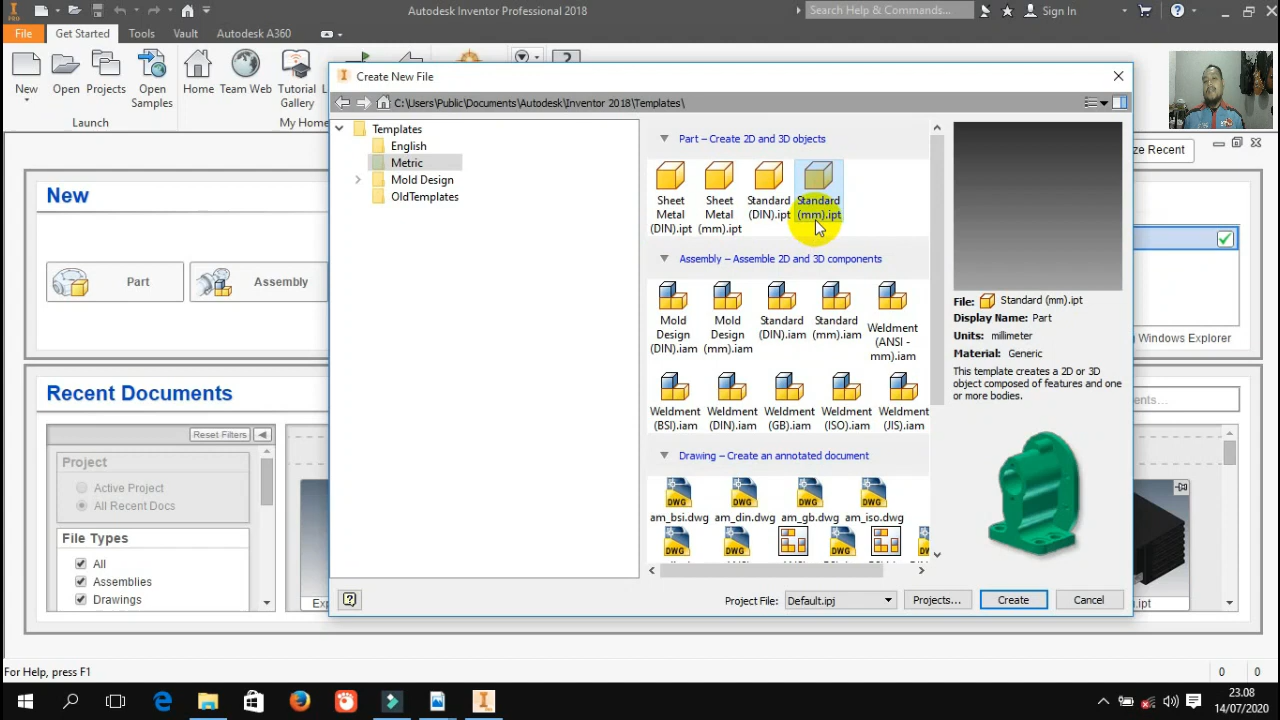 Autodesk Inventor Professional 2018
Search Help & Commands...
Sign In
File
Get Started
Tools
Vault
Autodesk A360
New
Open
Projects
Open
Samples
Home
Team Web
Tutorial
Gallery
Launch
My Home
Create New File
C:\Users\Public\Documents\Autodesk\Inventor 2018\Templates\
Templates
English
Metric
Mold Design
OldTemplates
Part – Create 2D and 3D objects
Sheet
Metal
(DIN).ipt
Sheet
Metal
(mm).ipt
Standard
(DIN).ipt
Standard
(mm).ipt
Assembly – Assemble 2D and 3D components
Mold
Design
(DIN).iam
Mold
Design
(mm).iam
Standard
(DIN).iam
Standard
(mm).iam
Weldment
(ANSI -
mm).iam
Weldment
(BSI).iam
Weldment
(DIN).iam
Weldment
(GB).iam
Weldment
(ISO).iam
Weldment
(JIS).iam
Drawing – Create an annotated document
DWG DWG DWG DWG
am_bsi.dwg
am_din.dwg
am_gb.dwg
am_iso.dwg
DWG DWG DWG
File: Standard (mm).ipt
Display Name: Part
Units: millimeter
Material: Generic
This template creates a 2D or 3D
object composed of features and one
or more bodies.
Project File: Default.ipj
Projects...
Create
Cancel
New
Part
Assembly
Recent
Windows Explorer
Recent Documents
Reset Filters
Project
Active Project
All Recent Docs
File Types
All
Assemblies
Drawings
For Help, press F1
0 0
23.08
14/07/2020